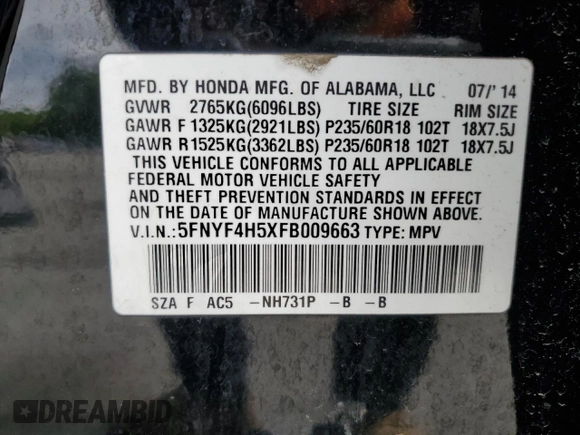 MFD. BY HONDA MFG. OF ALABAMA, LLC 07/'14
GVWR 2765KG(6096LBS) TIRE SIZE RIM SIZE
GAWR F 1325KG(2921LBS) P235/60R18 102T 18X7.5J
GAWR R 1525KG(3362LBS) P235/60R18 102T 18X7.5J
THIS VEHICLE CONFORMS TO ALL APPLICABLE
FEDERAL MOTOR VEHICLE SAFETY
AND THEFT PREVENTION STANDARDS IN EFFECT
ON THE DATE OF MANUFACTURE SHOWN ABOVE.
V.I.N.: 5FNYF4H5XFB009663 TYPE: MPV
SZA F AC5 -NH731P -B -B
DREAMBID